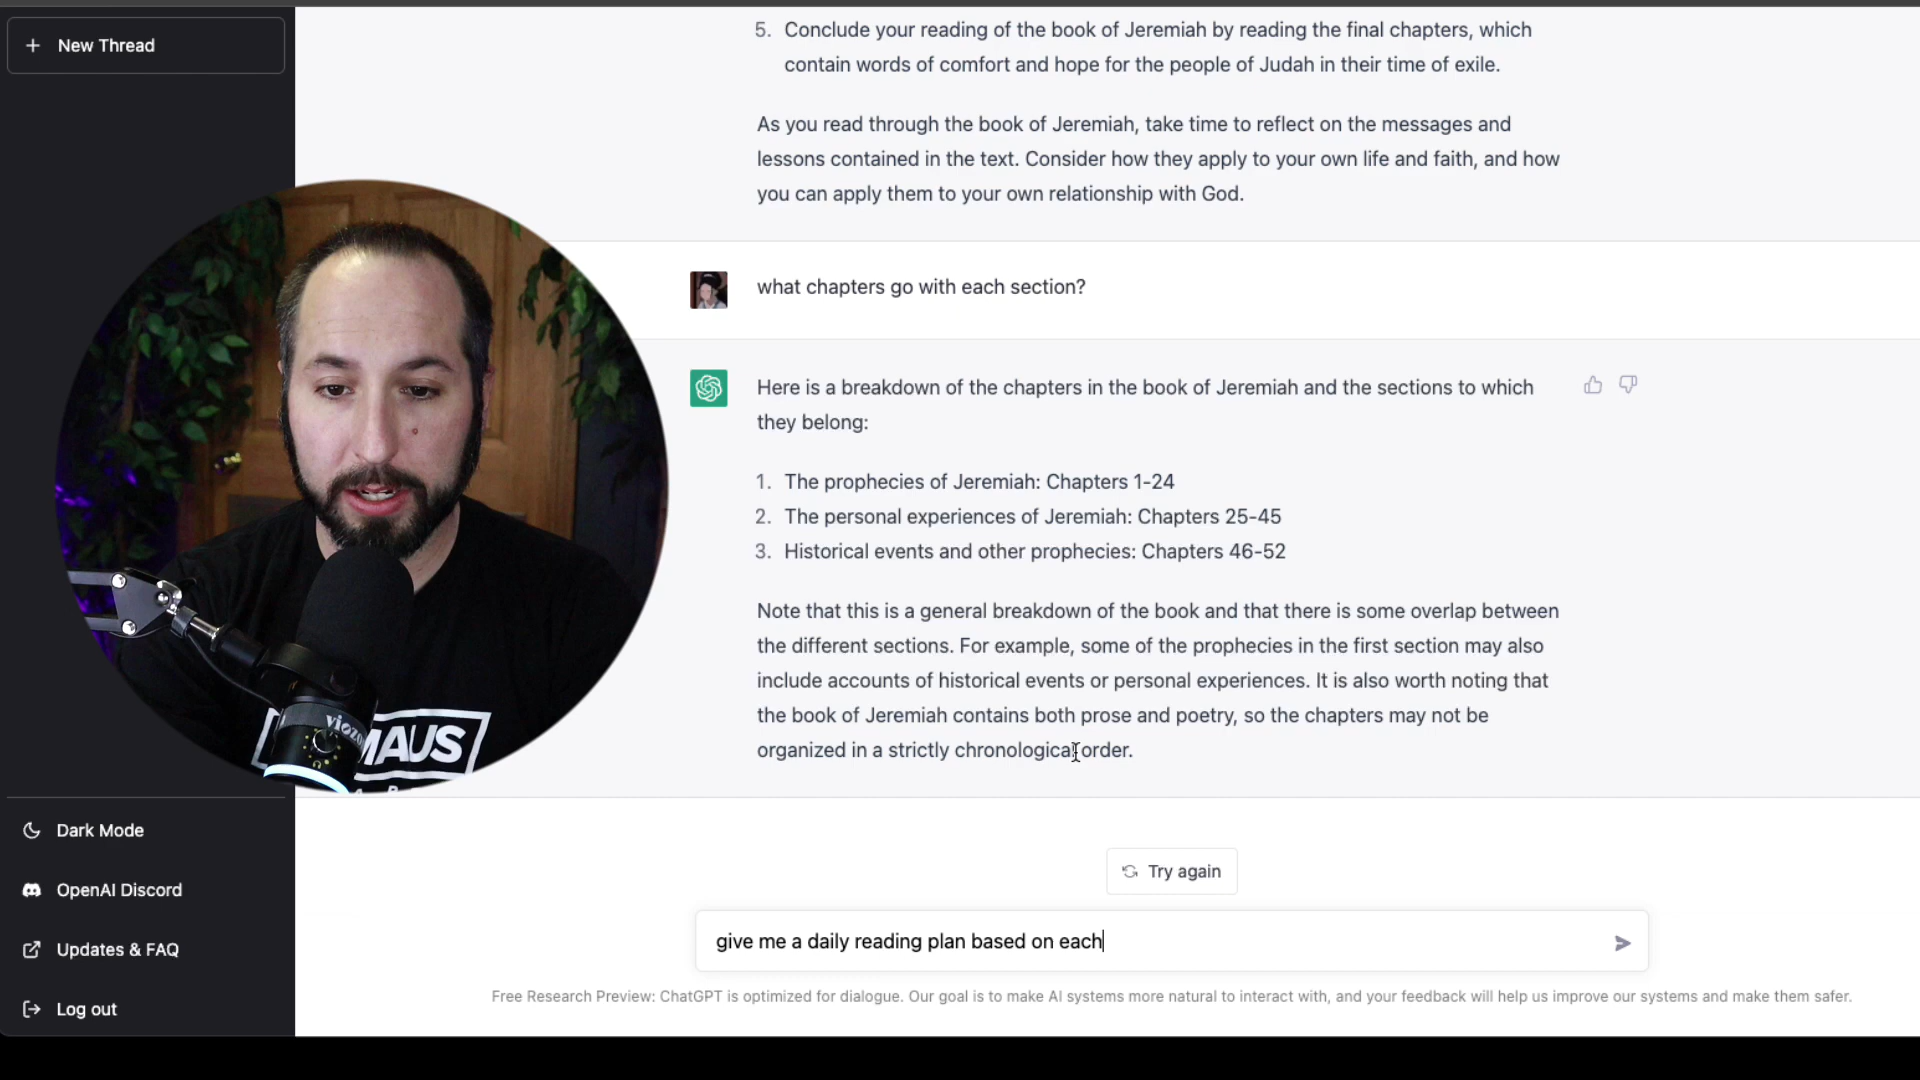 New Thread
5. Conclude your reading of the book of Jeremiah by reading the final chapters, which
contain words of comfort and hope for the people of Judah in their time of exile.
As you read through the book of Jeremiah, take time to reflect on the messages and
lessons contained in the text. Consider how they apply to your own life and faith, and how
you can apply them to your own relationship with God.
what chapters go with each section?
Here is a breakdown of the chapters in the book of Jeremiah and the sections to which
they belong:
1. The prophecies of Jeremiah: Chapters 1-24
2. The personal experiences of Jeremiah: Chapters 25-45
3. Historical events and other prophecies: Chapters 46-52
Note that this is a general breakdown of the book and that there is some overlap between
the different sections. For example, some of the prophecies in the first section may also
include accounts of historical events or personal experiences. It is also worth noting that
the book of Jeremiah contains both prose and poetry, so the chapters may not be
organized in a strictly chronological order.
Dark Mode
OpenAI Discord
Updates & FAQ
Log out
Try again
give me a daily reading plan based on each
Free Research Preview: ChatGPT is optimized for dialogue. Our goal is to make AI systems more natural to interact with, and your feedback will help us improve our systems and make them safer.